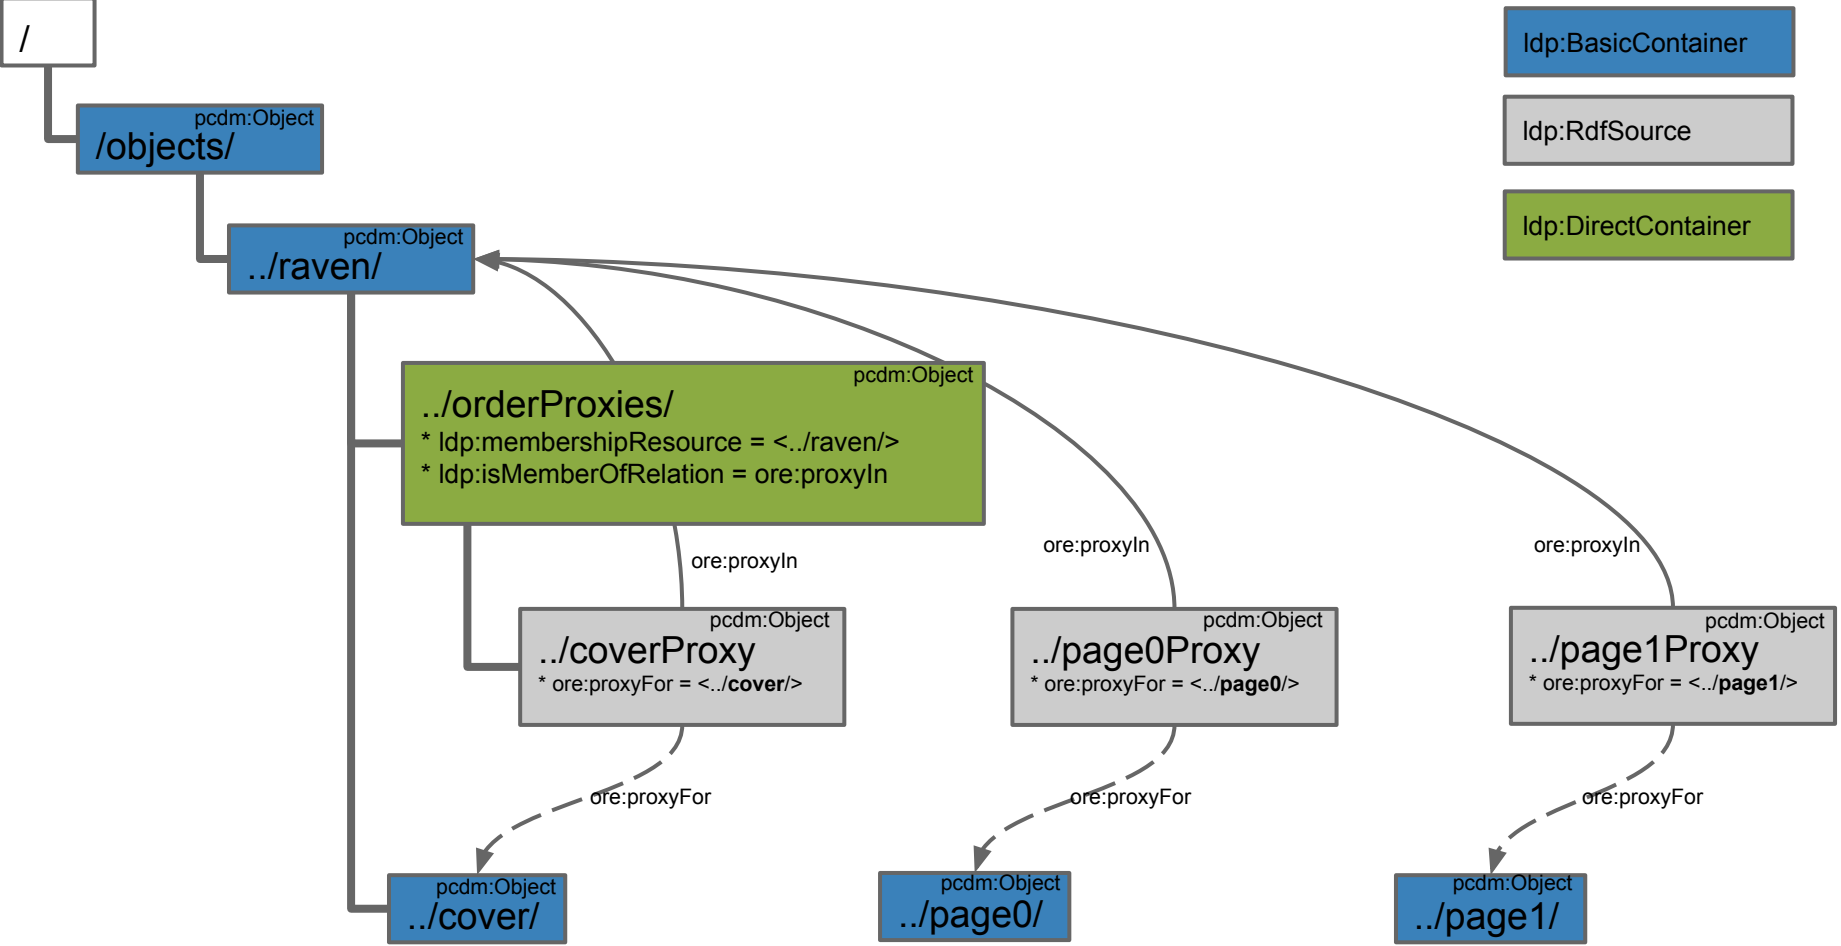 /
ldp:BasicContainer
pcdm:Object
/objects/
ldp:RdfSource
ldp:DirectContainer
pcdm:Object
../raven/
pcdm:Object
../orderProxies/
* ldp:membershipResource = <../raven/>
* ldp:isMemberOfRelation = ore:proxyIn
ore:proxyIn
ore:proxyIn
ore:proxyIn
pcdm:Object
../coverProxy
* ore:proxyFor = <../cover/>
pcdm:Object
../page0Proxy
* ore:proxyFor = <../page0/>
pcdm:Object
../page1Proxy
* ore:proxyFor = <../page1/>
ore:proxyFor
ore:proxyFor
ore:proxyFor
pcdm:Object
../cover/
pcdm:Object
../page0/
pcdm:Object
../page1/